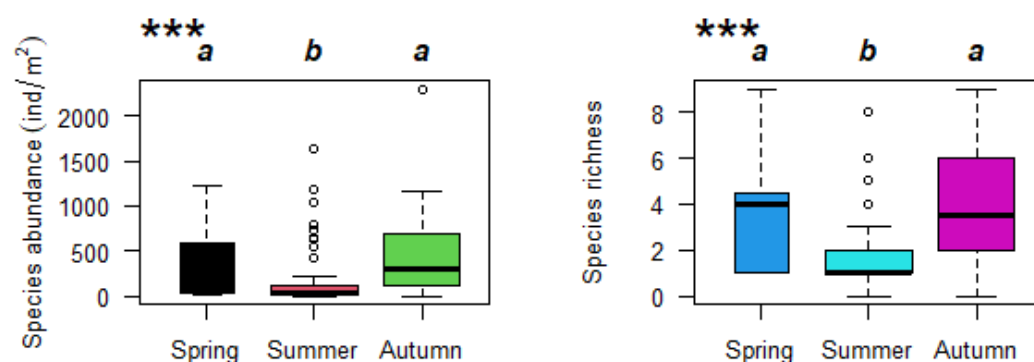 ***
a b a
Species abundance (ind/m²)
2000
1500
1000
500
0
Spring Summer Autumn
***
a b a
Species richness
8
6
4
2
0
Spring Summer Autumn